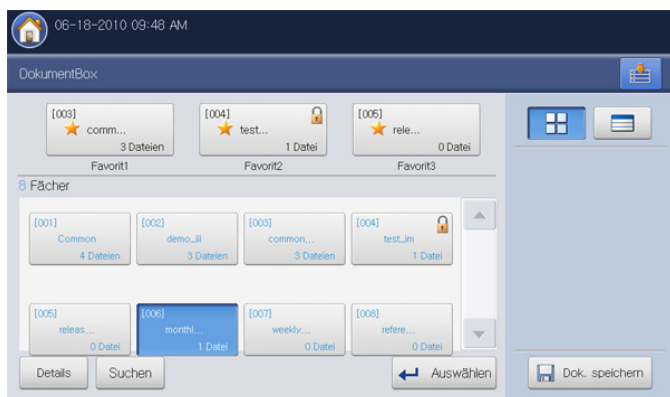 06-18-2010 09:48 AM
DokumentBox
[003] [004] [005]
comm... test... rele...
3 Dateien 1 Datei 0 Datei
Favorit1 Favorit2 Favorit3
8 Fächer
[001] [002] [003] [004]
Common demo_iii common... test_im
4 Dateien 3 Dateien 3 Dateien 1 Datei
[005] [006] [007] [008]
releas... monthl... weekly... refere...
0 Datei 1 Datei 0 Datei 0 Datei
Details Suchen Auswählen Dok. speichern